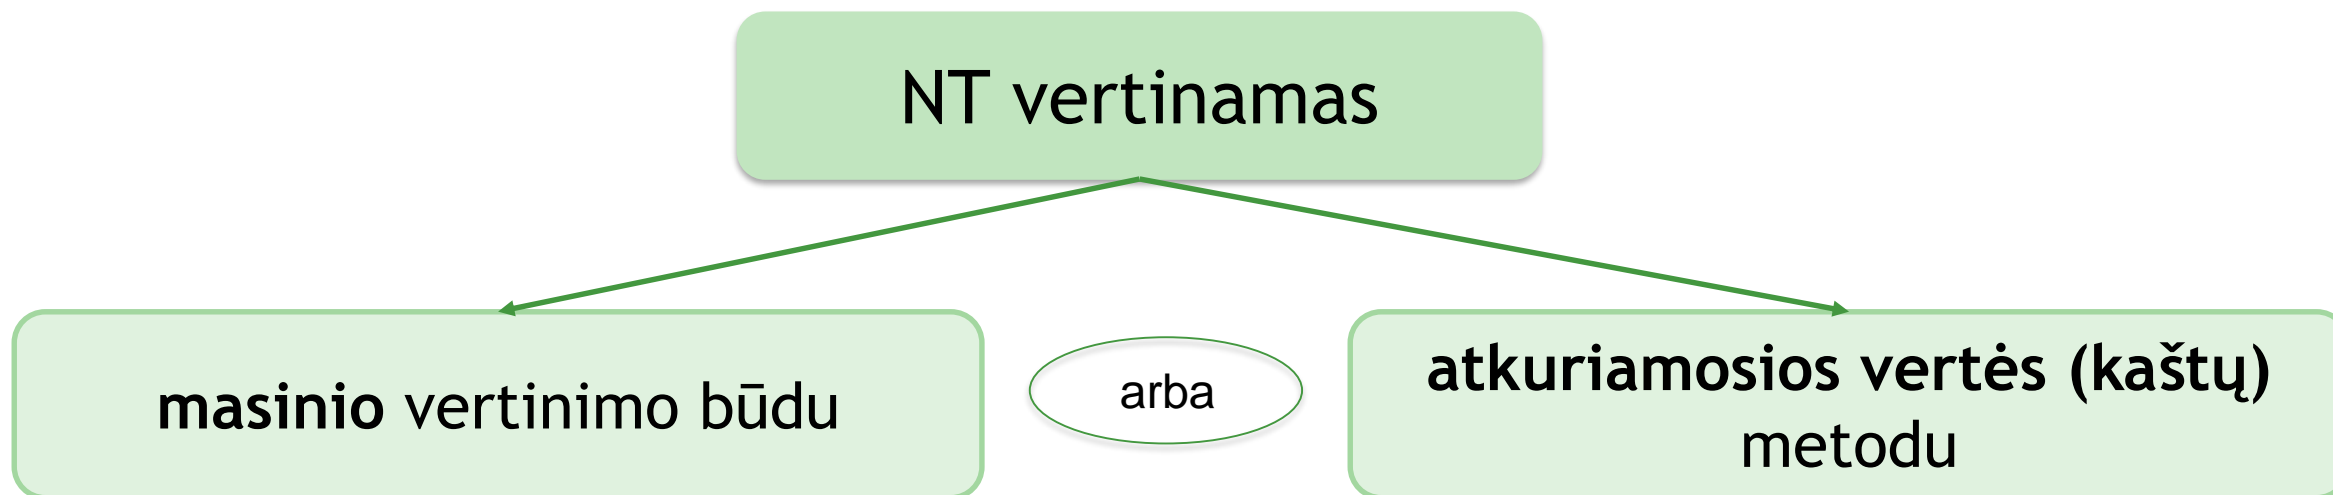 NT vertinamas
masinio vertinimo būdu
arba
atkuriamosios vertės (kaštų)
metodu